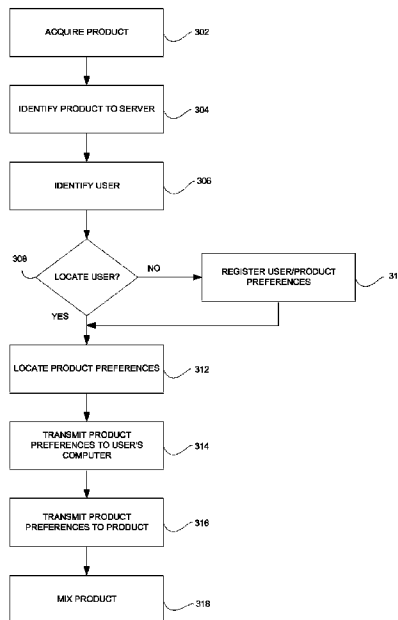 ACQUIRE PRODUCT
302
IDENTIFY PRODUCT TO SERVER
304
IDENTIFY USER
306
308
LOCATE USER?
NO
REGISTER USER/PRODUCT
PREFERENCES
31
YES
LOCATE PRODUCT PREFERENCES
312
TRANSMIT PRODUCT
PREFERENCES TO USER'S
COMPUTER
314
TRANSMIT PRODUCT
PREFERENCES TO PRODUCT
316
MIX PRODUCT
318